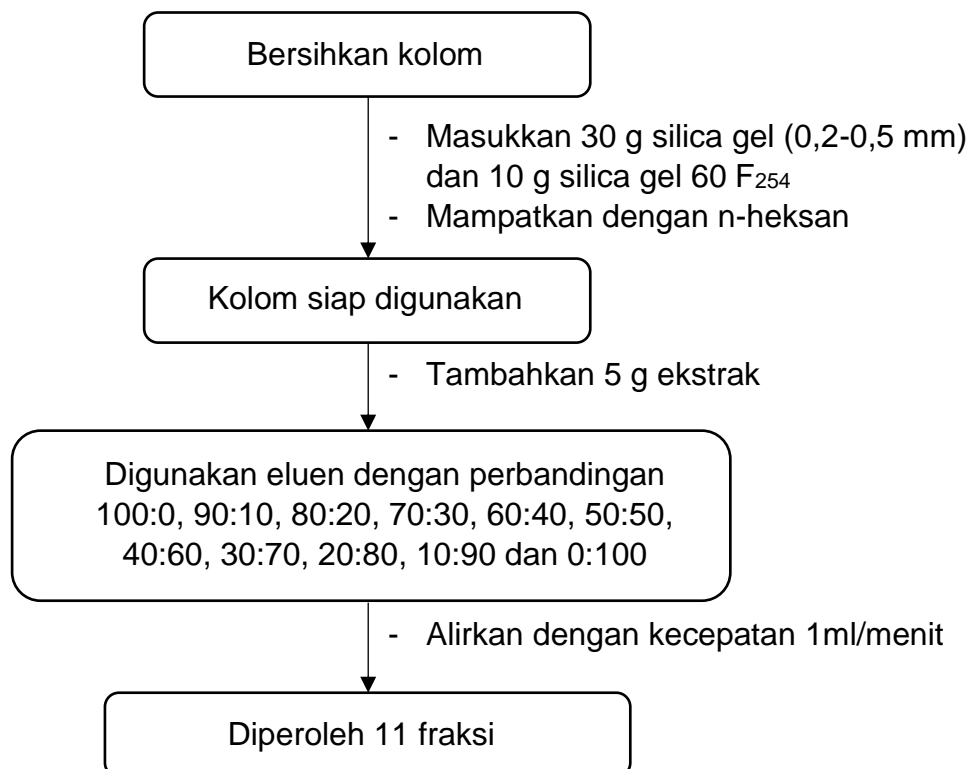 Bersihkan kolom
- Masukkan 30 g silica gel (0,2-0,5 mm)
dan 10 g silica gel 60 F₂₅₄
- Mampatkan dengan n-heksan
Kolom siap digunakan
- Tambahkan 5 g ekstrak
Digunakan eluen dengan perbandingan
100:0, 90:10, 80:20, 70:30, 60:40, 50:50,
40:60, 30:70, 20:80, 10:90 dan 0:100
- Alirkan dengan kecepatan 1ml/menit
Diperoleh 11 fraksi